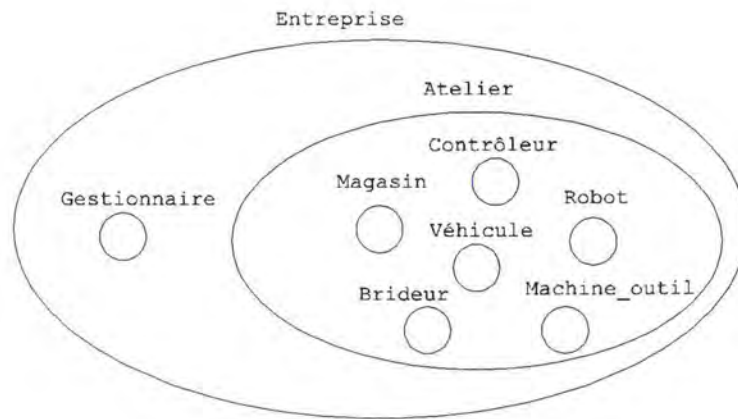 Entreprise
Atelier
Contrôleur
Magasin
Gestionnaire
Robot
Véhicule
Brideur
Machine_outil